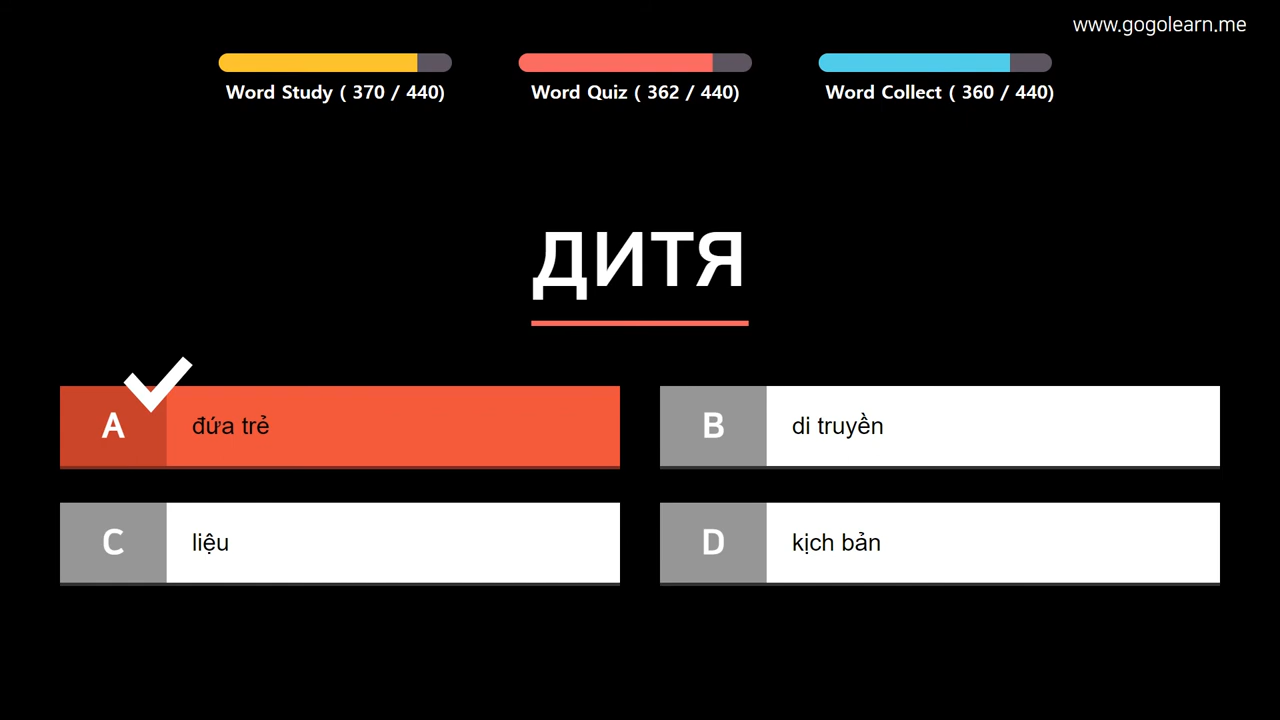 www.gogolearn.me
Word Study ( 370 / 440)
Word Quiz ( 362 / 440)
Word Collect ( 360 / 440)
дитя
A
đứa trẻ
B
di truyền
C
liệu
D
kịch bản